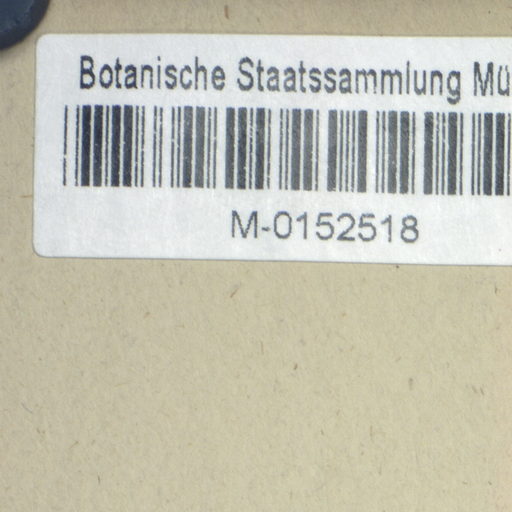 Botanische Staatssammlung Mü
M-0152518